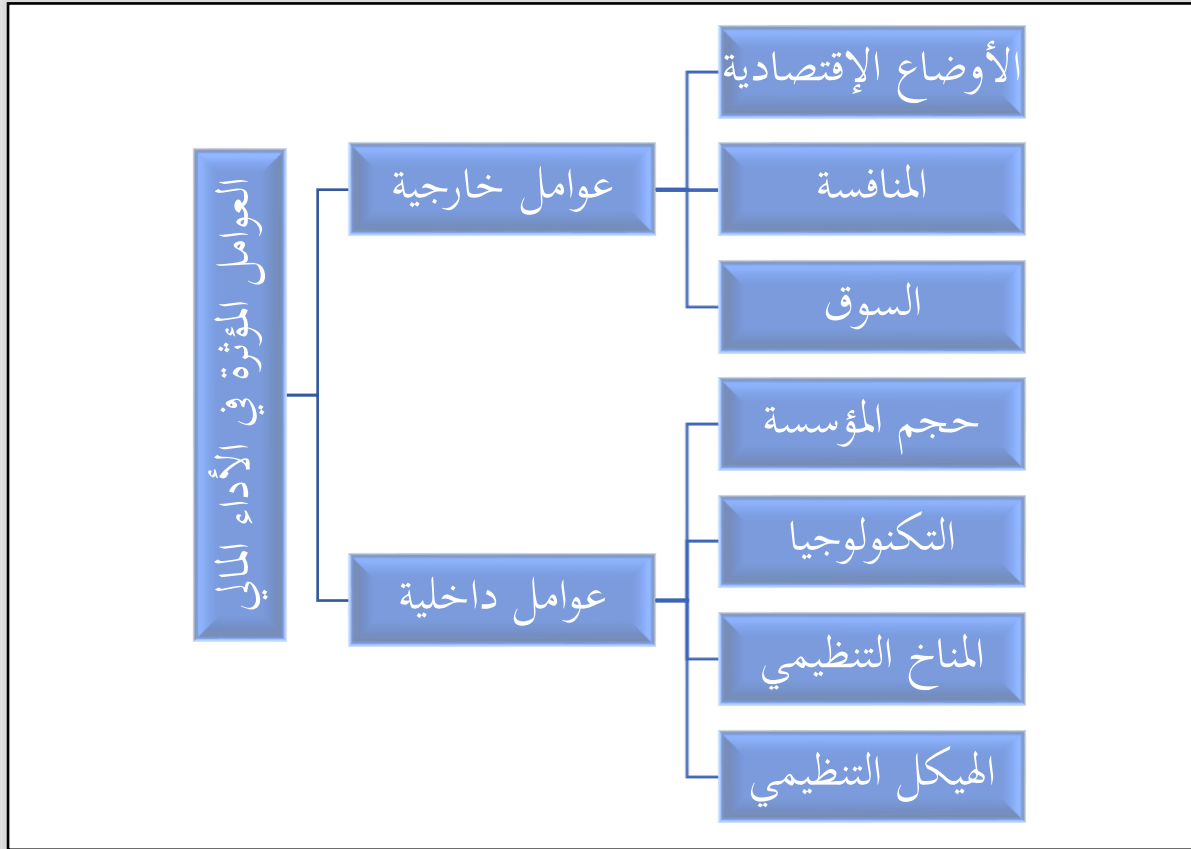 العوامل المؤثرة في الأداء المالي
عوامل خارجية
الأوضاع الإقتصادية
المنافسة
السوق
عوامل داخلية
حجم المؤسسة
التكنولوجيا
المناخ التنظيمي
الهيكل التنظيمي